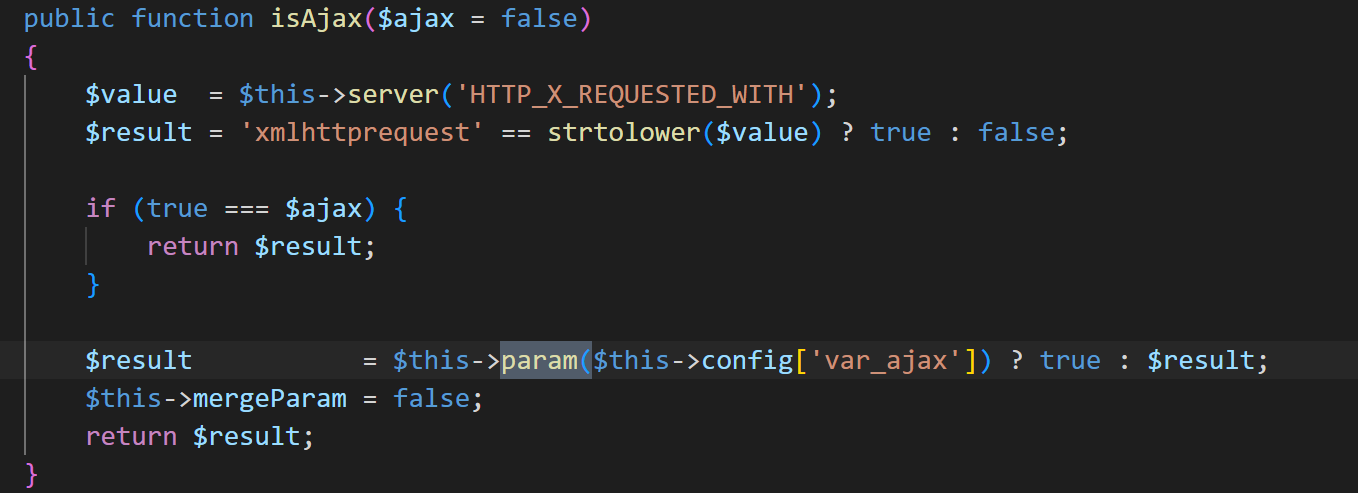 public function isAjax($ajax = false)
{
    $value  = $this->server('HTTP_X_REQUESTED_WITH');
    $result = 'xmlhttprequest' == strtolower($value) ? true : false;

    if (true === $ajax) {
        return $result;
    }

    $result           = $this->param($this->config['var_ajax']) ? true : $result;
    $this->mergeParam = false;
    return $result;
}